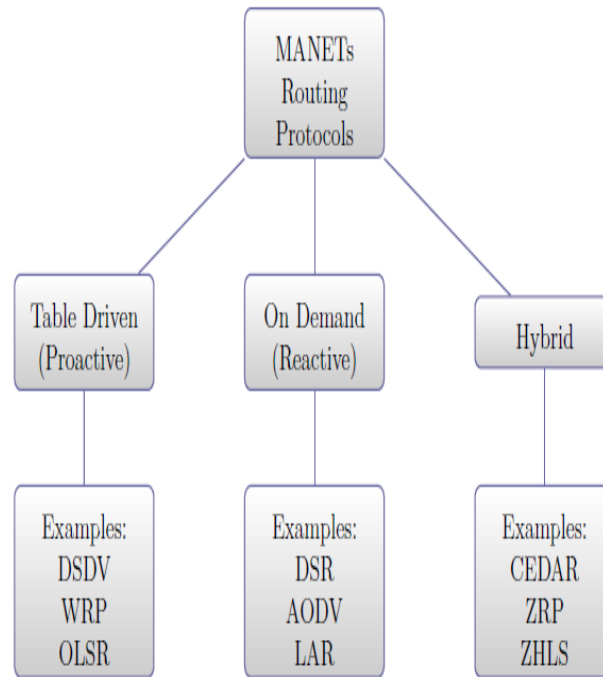 MANETs
Routing
Protocols
Table Driven
(Proactive)
On Demand
(Reactive)
Hybrid
Examples:
DSDV
WRP
OLSR
Examples:
DSR
AODV
LAR
Examples:
CEDAR
ZRP
ZHLS